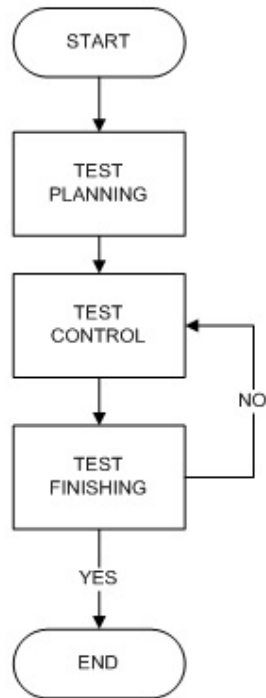 START
TEST
PLANNING
TEST
CONTROL
NO
TEST
FINISHING
YES
END